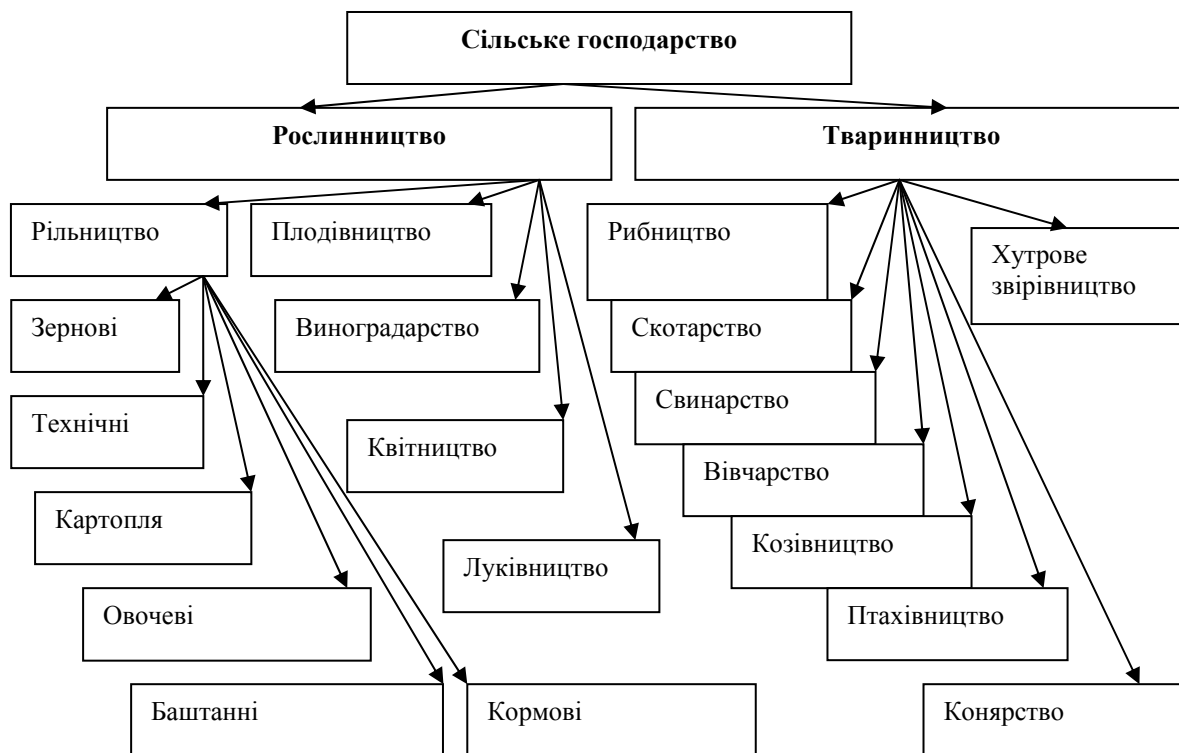 Сільське господарство
Рослинництво
Тваринництво
Рільництво
Плодівництво
Рибництво
Хутрове
звірівництво
Зернові
Виноградарство
Скотарство
Технічні
Квітництво
Свинарство
Вівчарство
Картопля
Козівництво
Луківництво
Овочеві
Птахівництво
Баштанні
Кормові
Конярство